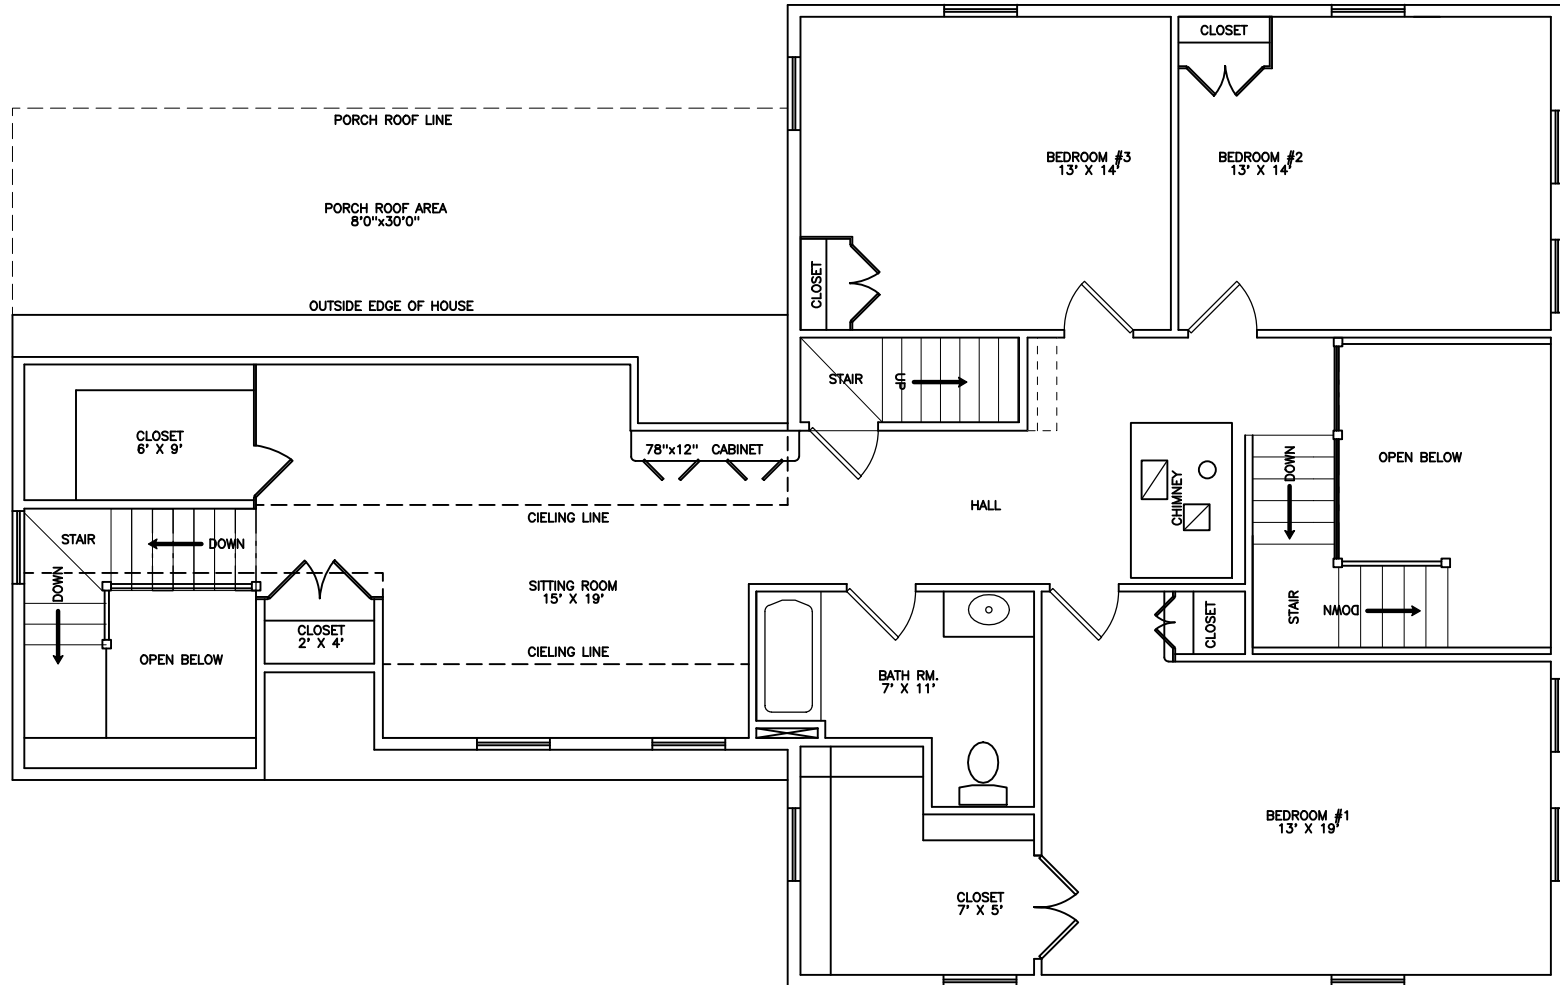 CLOSET
PORCH ROOF LINE
BEDROOM #3
13' X 14'
BEDROOM #2
13' X 14'
PORCH ROOF AREA
8'0"x30'0"
CLOSET
OUTSIDE EDGE OF HOUSE
STAIR
UP
CLOSET
6' X 9'
78"x12" CABINET
OPEN BELOW
DOWN
CHIMNEY
HALL
CIELING LINE
STAIR
DOWN
DOWN
SITTING ROOM
15' X 19'
STAIR
DOWN
CLOSET
CLOSET
2' X 4'
CIELING LINE
OPEN BELOW
BATH RM.
7' X 11'
BEDROOM #1
13' X 19'
CLOSET
7' X 5'